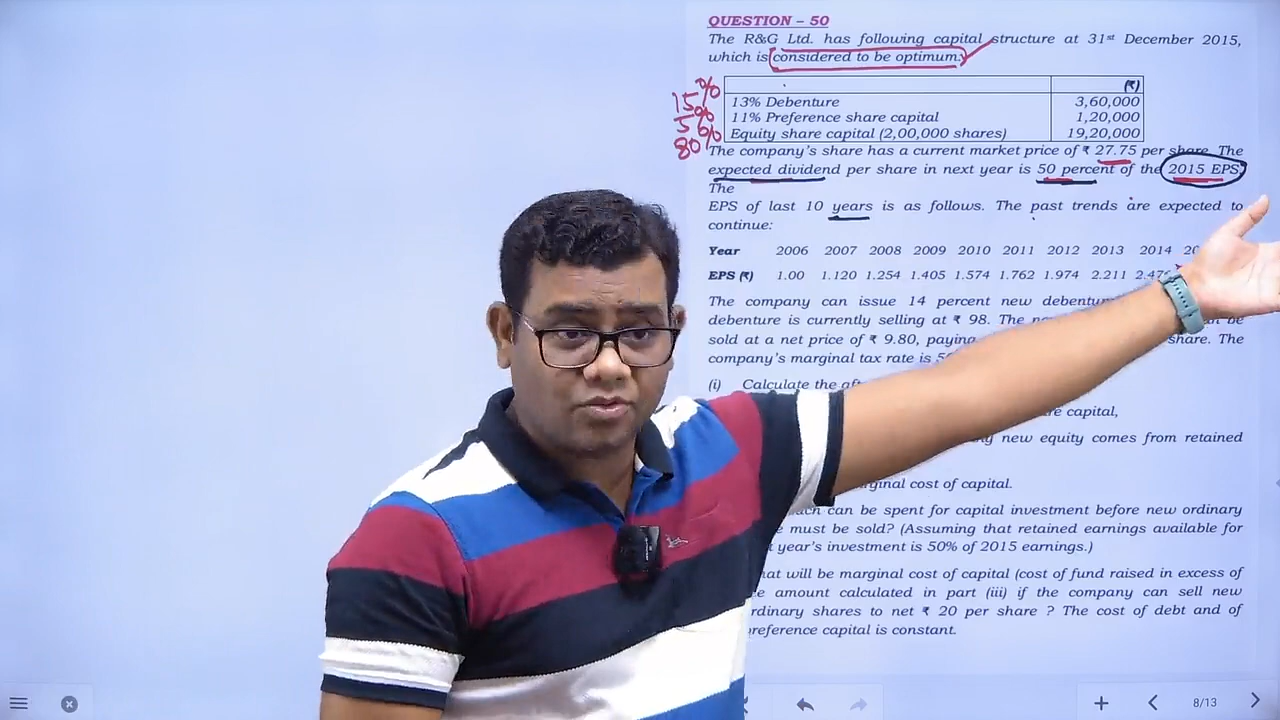 QUESTION – 50
The R&G Ltd. has following capital structure at 31st December 2015,
which is considered to be optimum.
(₹)
15% 13% Debenture 3,60,000
5% 11% Preference share capital 1,20,000
80% Equity share capital (2,00,000 shares) 19,20,000
The company's share has a current market price of ₹ 27.75 per share. The
expected dividend per share in next year is 50 percent of the 2015 EPS.
The
EPS of last 10 years is as follows. The past trends are expected to
continue:
Year 2006 2007 2008 2009 2010 2011 2012 2013 2014
EPS (₹) 1.00 1.120 1.254 1.405 1.574 1.762 1.974 2.211
The company can issue 14 percent new
debenture is currently selling at ₹ 98. The
sold at a net price of ₹ 9.80, share. The
company's marginal tax rate is
(i) Calculate the
capital,
new equity comes from retained
cost of capital.
can be spent for capital investment before new ordinary
must be sold? (Assuming that retained earnings available for
year's investment is 50% of 2015 earnings.)
will be marginal cost of capital (cost of fund raised in excess of
amount calculated in part (iii) if the company can sell new
shares to net ₹ 20 per share ? The cost of debt and of
capital is constant.
8/13